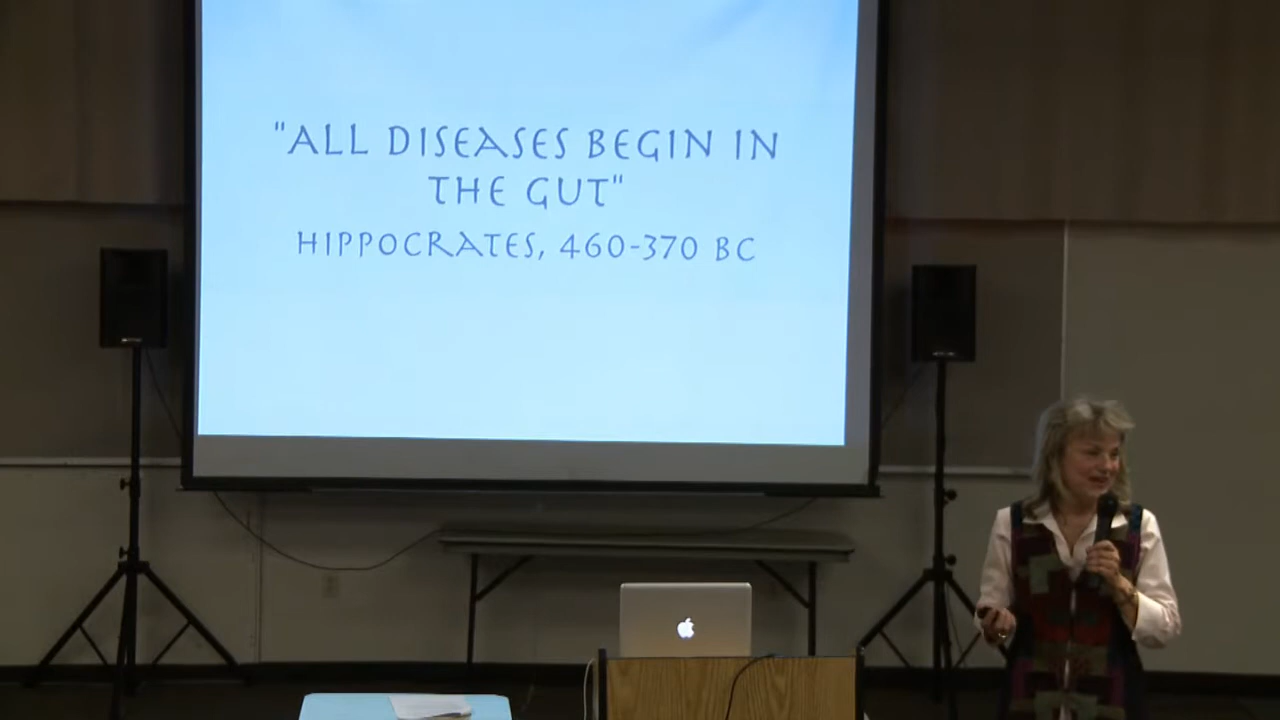 "ALL DISEASES BEGIN IN
THE GUT"
HIPPOCRATES, 460-370 BC